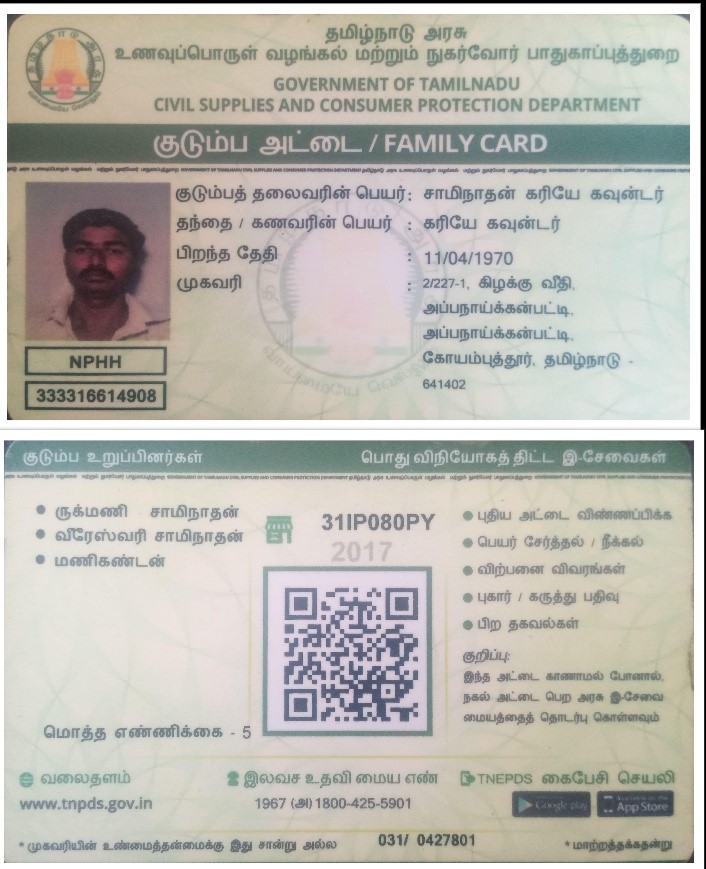 தமிழ்நாடு அரசு
உணவுப்பொருள் வழங்கல் மற்றும் நுகர்வோர் பாதுகாப்புத்துறை
GOVERNMENT OF TAMILNADU
CIVIL SUPPLIES AND CONSUMER PROTECTION DEPARTMENT
குடும்ப அட்டை / FAMILY CARD
குடும்பத் தலைவரின் பெயர் : சாமிநாதன் கரியே கவுன்டர்
தந்தை / கணவரின் பெயர் : கரியே கவுன்டர்
பிறந்த தேதி : 11/04/1970
முகவரி : 2/227-1, கிழக்கு வீதி,
அப்பநாய்க்கன்பட்டி,
அப்பநாய்க்கன்பட்டி,
கோயம்புத்தூர், தமிழ்நாடு -
641402
NPHH
333316614908
குடும்ப உறுப்பினர்கள்
பொது விநியோகத் திட்ட இ-சேவைகள்
• ருக்மணி சாமிநாதன்
• வீரேஸ்வரி சாமிநாதன்
• மணிகண்டன்
31IP080PY
2017
• புதிய அட்டை விண்ணப்பிக்க
• பெயர் சேர்த்தல் / நீக்கல்
• விற்பனை விவரங்கள்
• புகார் / கருத்து பதிவு
• பிற தகவல்கள்
குறிப்பு:
இந்த அட்டை காணாமல் போனால்,
நகல் அட்டை பெற அரசு இ-சேவை
மையத்தைத் தொடர்பு கொள்ளவும்
மொத்த எண்ணிக்கை - 5
வலைதளம்
www.tnpds.gov.in
இலவச உதவி மைய எண்
1967 (அ) 1800-425-5901
TNEPDS கைபேசி செயலி
Google play
App Store
* முகவரியின் உண்மைத்தன்மைக்கு இது சான்று அல்ல
031/ 0427801
* மாற்றத்தக்கதன்று